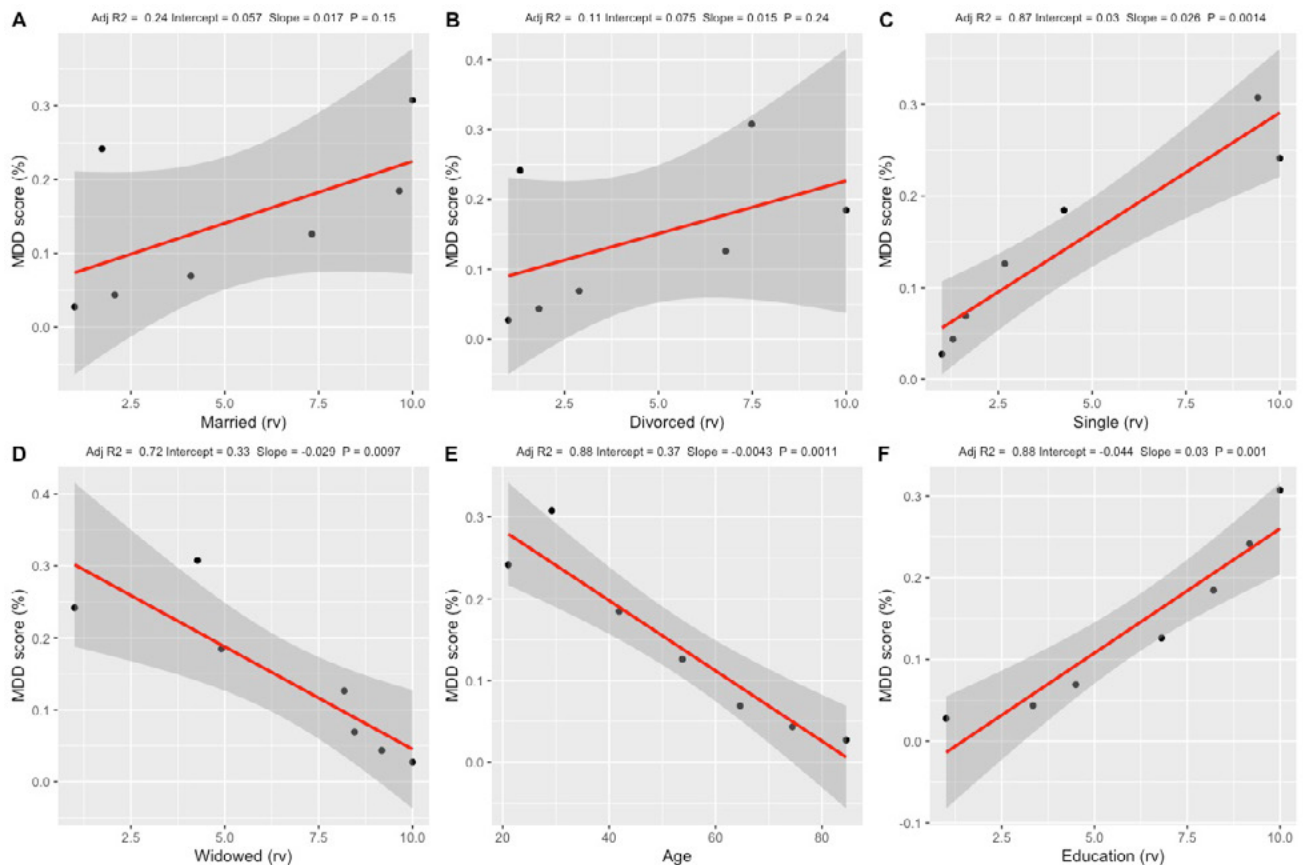 A
Adj R2 = 0.24 Intercept = 0.057 Slope = 0.017 P = 0.15
MDD score (%)
0.3
0.2
0.1
0.0
2.5 5.0 7.5 10.0
Married (rv)
B
Adj R2 = 0.11 Intercept = 0.075 Slope = 0.015 P = 0.24
MDD score (%)
0.4
0.3
0.2
0.1
0.0
2.5 5.0 7.5 10.0
Divorced (rv)
C
Adj R2 = 0.87 Intercept = 0.03 Slope = 0.026 P = 0.0014
MDD score (%)
0.3
0.2
0.1
0.0
2.5 5.0 7.5 10.0
Single (rv)
D
Adj R2 = 0.72 Intercept = 0.33 Slope = -0.029 P = 0.0097
MDD score (%)
0.4
0.3
0.2
0.1
0.0
2.5 5.0 7.5 10.0
Widowed (rv)
E
Adj R2 = 0.88 Intercept = 0.37 Slope = -0.0043 P = 0.0011
MDD score (%)
0.3
0.2
0.1
0.0
20 40 60 80
Age
F
Adj R2 = 0.88 Intercept = -0.044 Slope = 0.03 P = 0.001
MDD score (%)
0.3
0.2
0.1
0.0
-0.1
2.5 5.0 7.5 10.0
Education (rv)